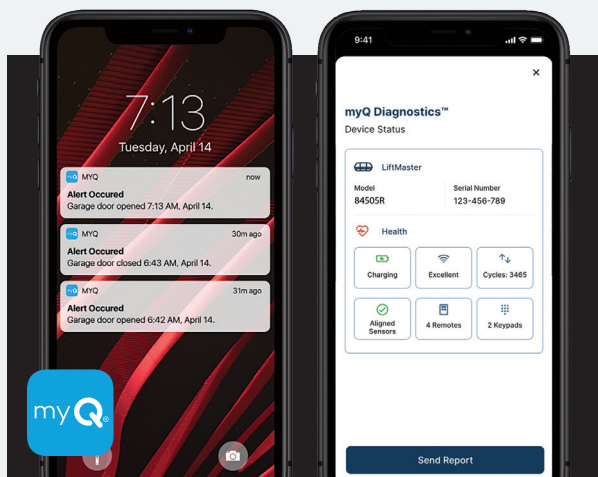 7:13
Tuesday, April 14
myQ MYQ now
Alert Occured
Garage door opened 7:13 AM, April 14.
myQ MYQ 30m ago
Alert Occured
Garage door closed 6:43 AM, April 14.
myQ MYQ 31m ago
Alert Occured
Garage door opened 6:42 AM, April 14.
myQ®
9:41
×
myQ Diagnostics™
Device Status
LiftMaster
Model Serial Number
84505R 123-456-789
Health
Charging Excellent Cycles: 3465
Aligned
Sensors
4 Remotes 2 Keypads
Send Report